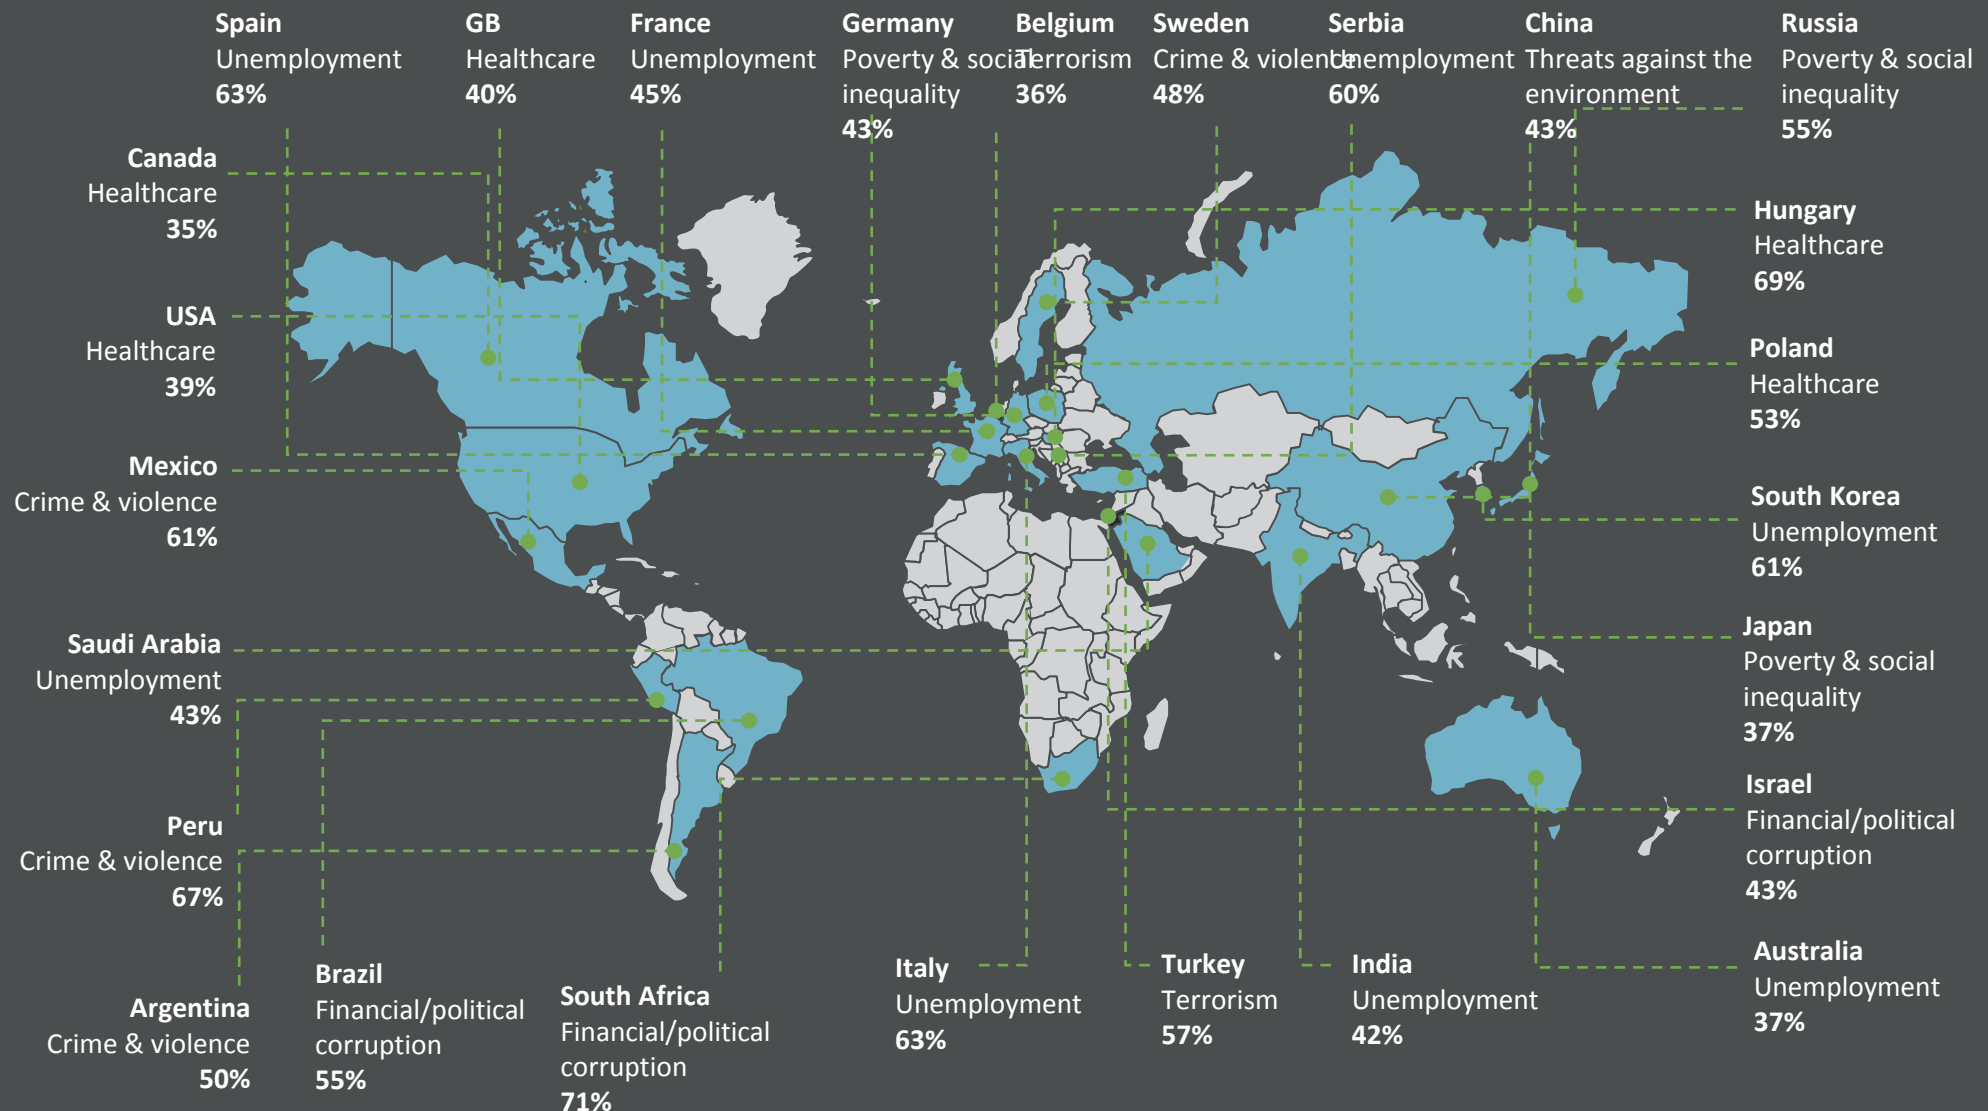 Spain
Unemployment
63%
GB
Healthcare
40%
France
Unemployment
45%
Germany
Poverty & social
inequality
43%
Belgium
Terrorism
36%
Sweden
Crime & violence
48%
Serbia
Unemployment
60%
China
Threats against the
environment
43%
Russia
Poverty & social
inequality
55%
Canada
Healthcare
35%
USA
Healthcare
39%
Mexico
Crime & violence
61%
Saudi Arabia
Unemployment
43%
Peru
Crime & violence
67%
Argentina
Crime & violence
50%
Brazil
Financial/political
corruption
55%
South Africa
Financial/political
corruption
71%
Italy
Unemployment
63%
Turkey
Terrorism
57%
India
Unemployment
42%
Hungary
Healthcare
69%
Poland
Healthcare
53%
South Korea
Unemployment
61%
Japan
Poverty & social
inequality
37%
Israel
Financial/political
corruption
43%
Australia
Unemployment
37%